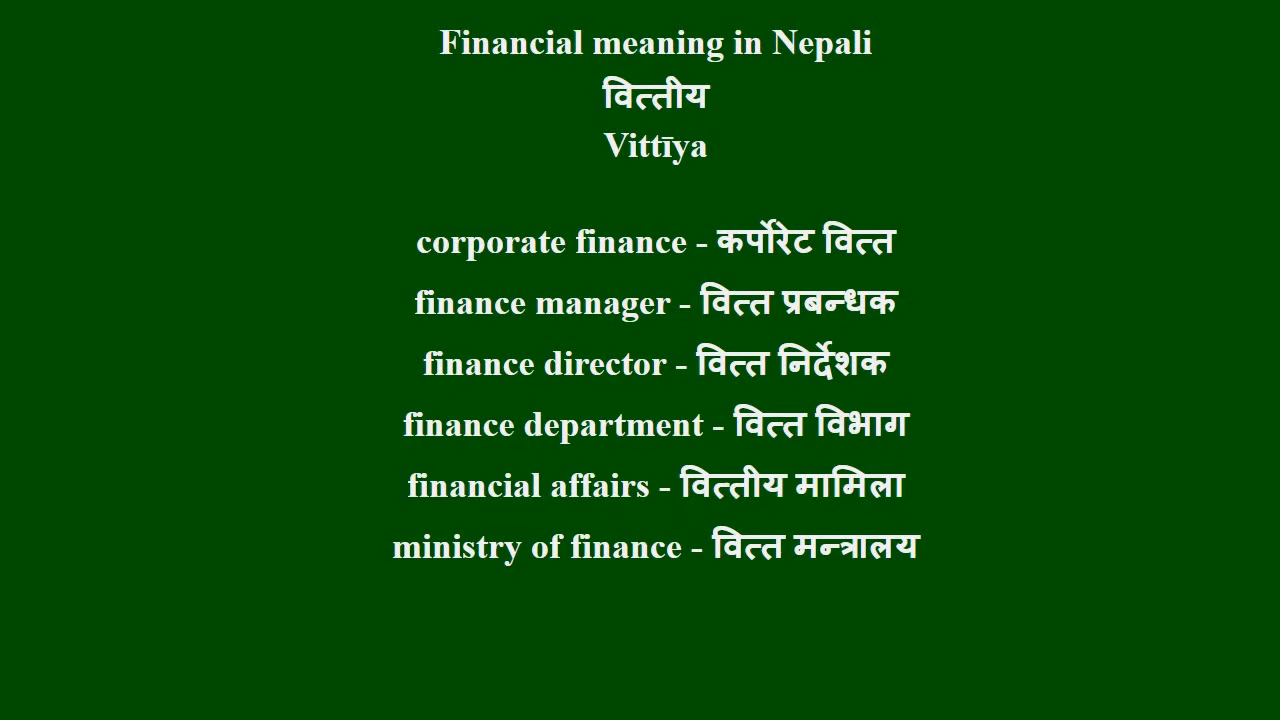 Financial meaning in Nepali
वित्तीय
Vittīya
corporate finance - कर्पोरेट वित्त
finance manager - वित्त प्रबन्धक
finance director - वित्त निर्देशक
finance department - वित्त विभाग
financial affairs - वित्तीय मामिला
ministry of finance - वित्त मन्त्रालय